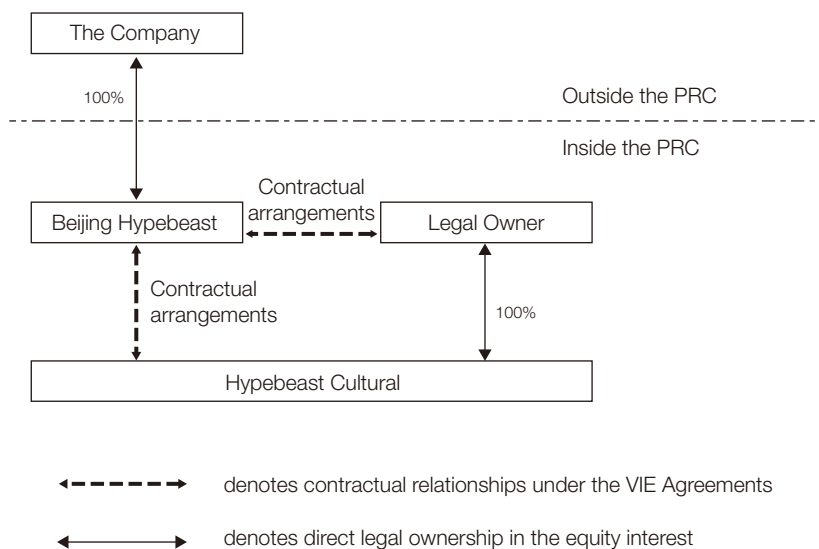 The Company
100%
Outside the PRC
Inside the PRC
Contractual
arrangements
Beijing Hypebeast
Legal Owner
Contractual
arrangements
100%
Hypebeast Cultural
denotes contractual relationships under the VIE Agreements
denotes direct legal ownership in the equity interest